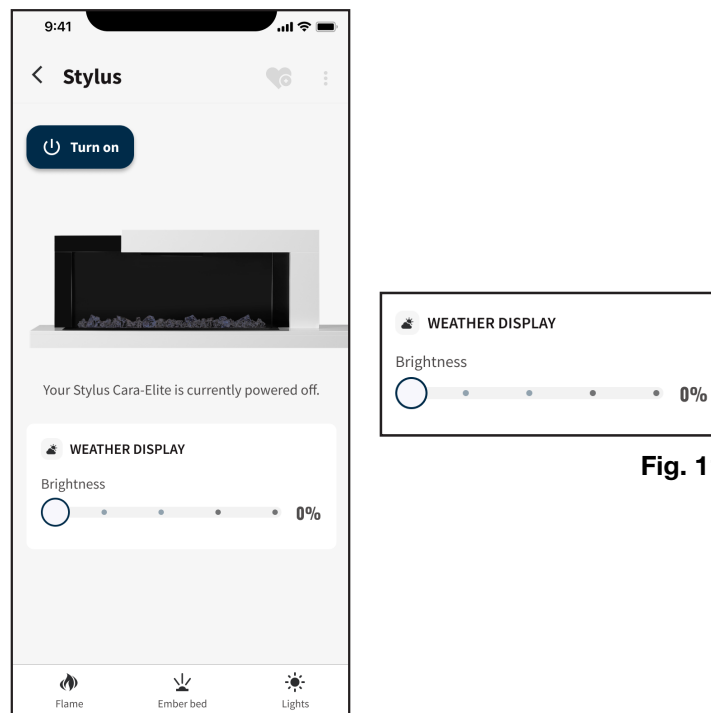 9:41
Stylus
Turn on
Your Stylus Cara-Elite is currently powered off.
WEATHER DISPLAY
Brightness
0%
Flame Ember bed Lights
WEATHER DISPLAY
Brightness
0%
Fig. 1